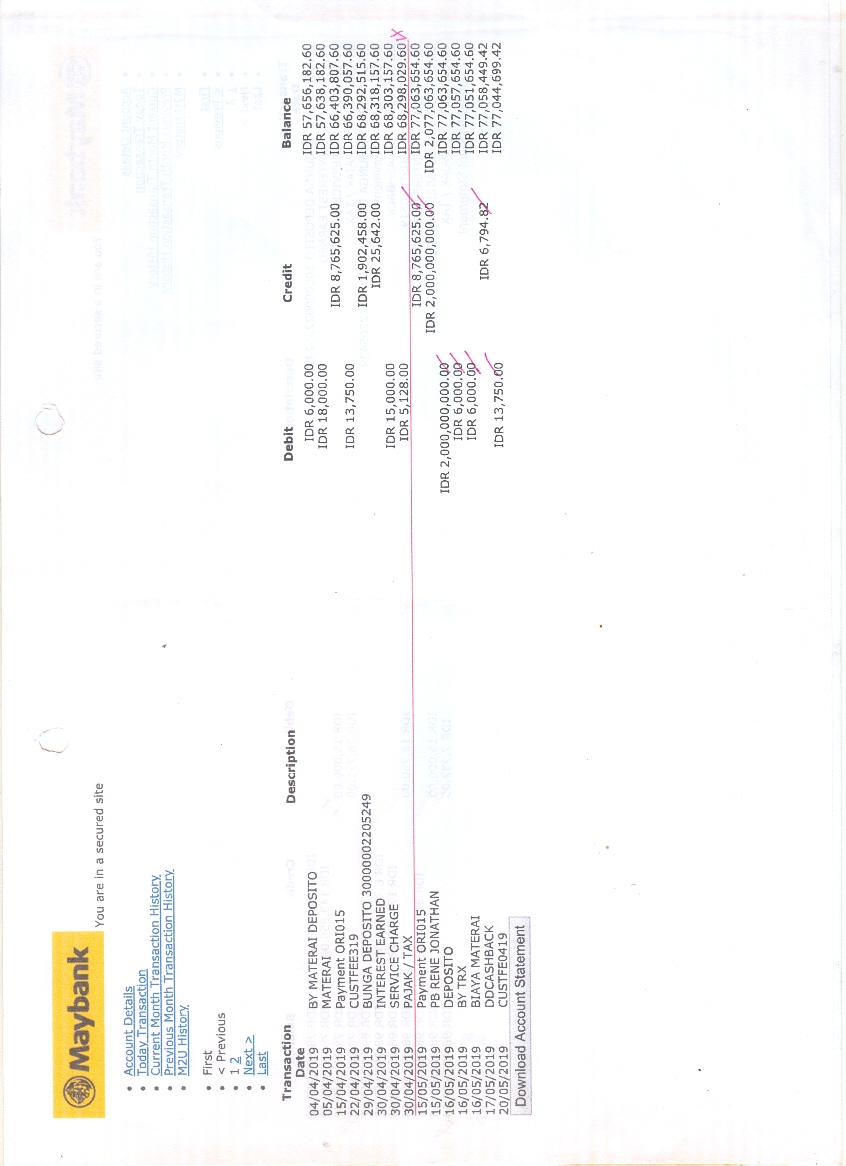 Maybank
You are in a secured site
Account Details
Today Transaction
Current Month Transaction History
Previous Month Transaction History
M2U History
First
< Previous
1 2
Next >
Last
Transaction Date Description Debit Credit Balance
04/04/2019 BY MATERAI DEPOSITO IDR 6,000.00 IDR 57,656,182.60
05/04/2019 MATERAI IDR 18,000.00 IDR 57,638,182.60
15/04/2019 Payment ORI015 IDR 8,765,625.00 IDR 66,403,807.60
22/04/2019 CUSTFEE319 IDR 13,750.00 IDR 66,390,057.60
29/04/2019 BUNGA DEPOSITO 300000002205249 IDR 1,902,458.00 IDR 68,292,515.60
30/04/2019 INTEREST EARNED IDR 25,642.00 IDR 68,318,157.60
30/04/2019 SERVICE CHARGE IDR 15,000.00 IDR 68,303,157.60
30/04/2019 PAJAK / TAX IDR 5,128.00 IDR 68,298,029.60
15/05/2019 Payment ORI015 IDR 8,765,625.00 IDR 77,063,654.60
15/05/2019 PB RENIE JONATHAN IDR 2,000,000,000.00 IDR 2,077,063,654.60
16/05/2019 DEPOSITO IDR 2,000,000,000.00 IDR 77,063,654.60
16/05/2019 BY TRX IDR 6,000.00 IDR 77,057,654.60
16/05/2019 BIAYA MATERAI IDR 6,000.00 IDR 77,051,654.60
17/05/2019 DDCASHBACK IDR 6,794.82 IDR 77,058,449.42
20/05/2019 CUSTFE0419 IDR 13,750.00 IDR 77,044,699.42
Download Account Statement